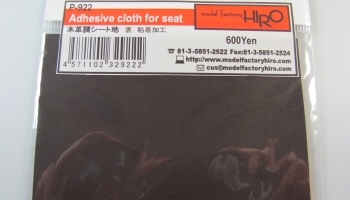 P-922
Adhesive cloth for seat
本革調シート地 表 粘着加工
4 571102 329222
model factory
HIRO
600Yen
☎81-3-5851-2522 Fax:81-3-5851-2524
http://www.modelfactoryhiro.com
cus@modelfactoryhiro.com